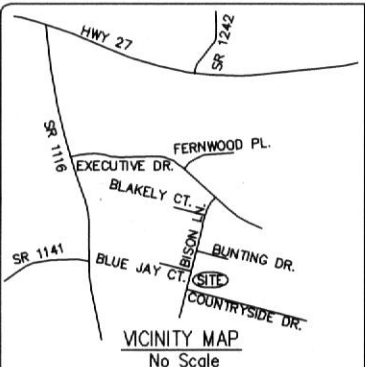 HWY 27
SR 1242
SR 1116
FERNWOOD PL.
EXECUTIVE DR.
BLAKELY CT.
BISON LN.
BUNTING DR.
SR 1141
BLUE JAY CT.
SITE
COUNTRYSIDE DR.
VICINITY MAP
No Scale